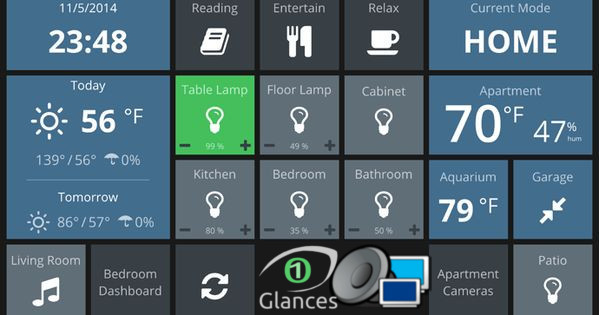 11/5/2014
23:48
Reading
Entertain
Relax
Current Mode
HOME
Today
56 °F
139°/56° 0%
Tomorrow
86°/57° 0%
Table Lamp
− 99 % +
Floor Lamp
− 49 % +
Cabinet
Apartment
70°F 47% hum
Kitchen
− 80 % +
Bedroom
− 35 % +
Bathroom
− 50 % +
Aquarium
79 °F
Garage
Living Room
Bedroom
Dashboard
1
Glances
Apartment
Cameras
Patio